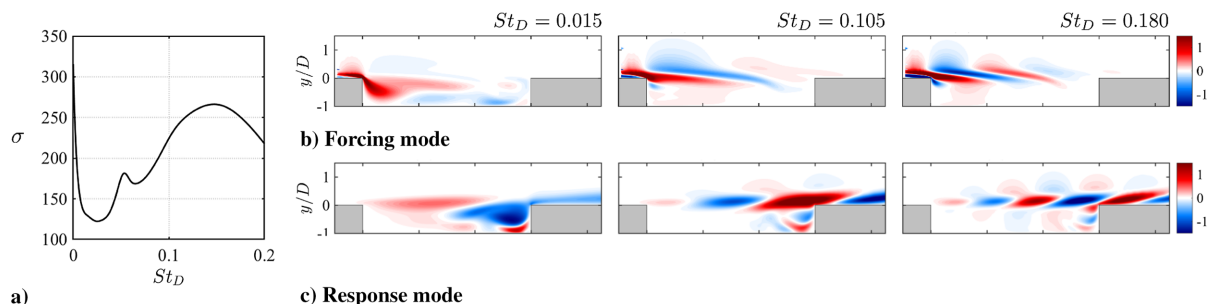 St_D = 0.015
St_D = 0.105
St_D = 0.180
350
300
250
200
150
100
σ
0
0.1
0.2
St_D
a)
y/D
1
0
-1
1
0
-1
b) Forcing mode
y/D
1
0
-1
1
0
-1
c) Response mode